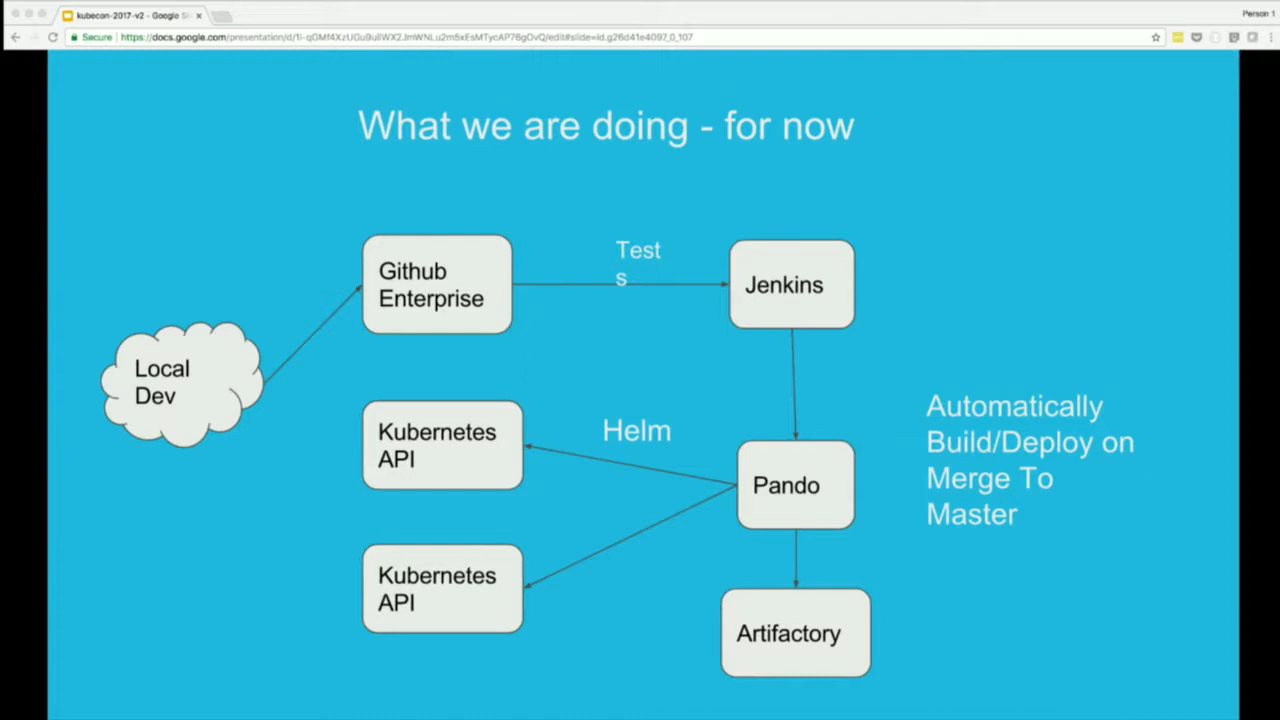 kubecon-2017-v2 - Google Sl
Person 1
Secure
What we are doing - for now
Github
Enterprise
Test
s
Jenkins
Local
Dev
Kubernetes
API
Helm
Pando
Automatically
Build/Deploy on
Merge To
Master
Kubernetes
API
Artifactory